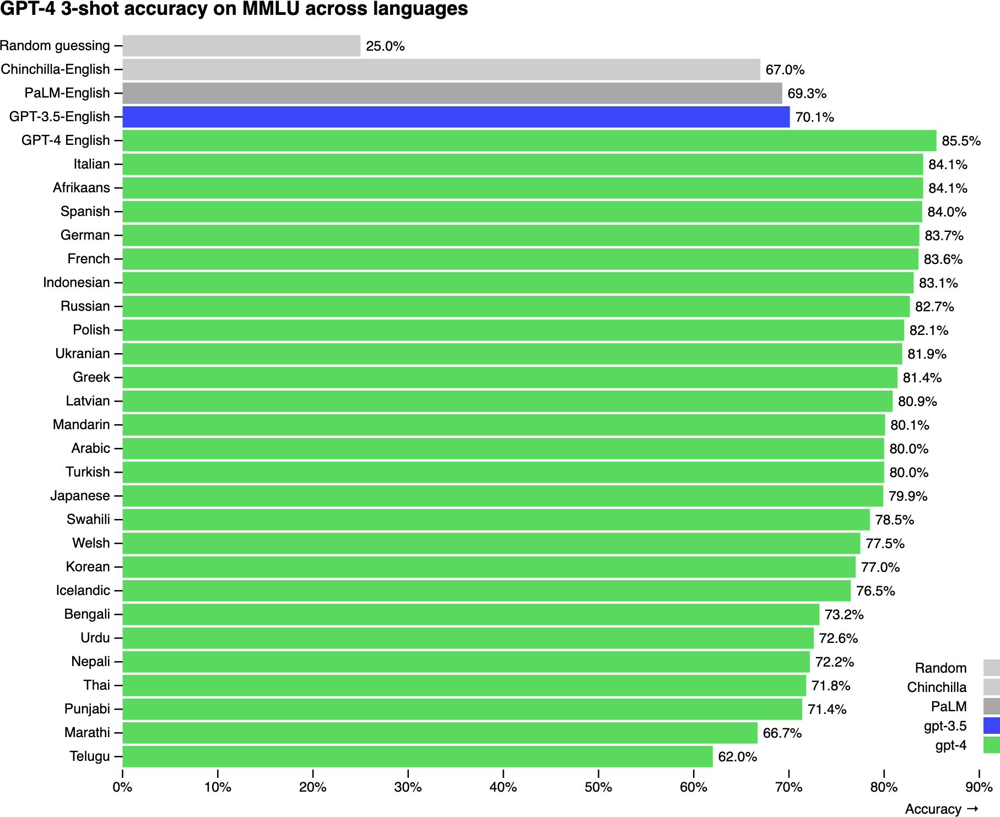 GPT-4 3-shot accuracy on MMLU across languages
Random guessing 25.0%
Chinchilla-English 67.0%
PaLM-English 69.3%
GPT-3.5-English 70.1%
GPT-4 English 85.5%
Italian 84.1%
Afrikaans 84.1%
Spanish 84.0%
German 83.7%
French 83.6%
Indonesian 83.1%
Russian 82.7%
Polish 82.1%
Ukranian 81.9%
Greek 81.4%
Latvian 80.9%
Mandarin 80.1%
Arabic 80.0%
Turkish 80.0%
Japanese 79.9%
Swahili 78.5%
Welsh 77.5%
Korean 77.0%
Icelandic 76.5%
Bengali 73.2%
Urdu 72.6%
Nepali 72.2%
Thai 71.8%
Punjabi 71.4%
Marathi 66.7%
Telugu 62.0%
Random
Chinchilla
PaLM
gpt-3.5
gpt-4
0% 10% 20% 30% 40% 50% 60% 70% 80% 90%
Accuracy →